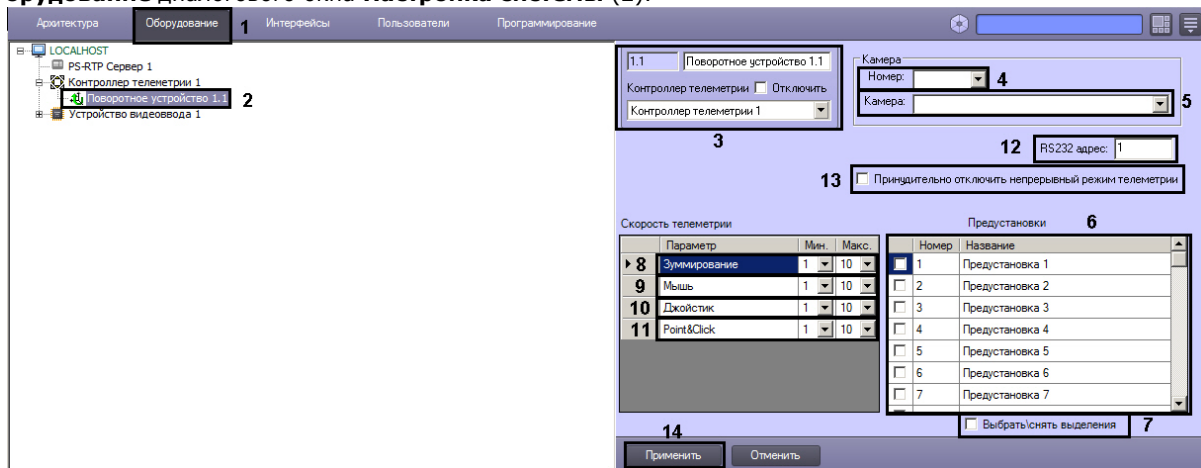 орудование диалогового окна Настройка системы (2).
Архитектура Оборудование 1 Интерфейсы Пользователи Программирование
LOCALHOST
PS-RTP Сервер 1
Контроллер телеметрии 1
Поворотное устройство 1.1 2
Устройство видеоввода 1
1.1 Поворотное устройство 1.1
Контроллер телеметрии Отключить
Контроллер телеметрии 1
3
Камера
Номер: 4
Камера: 5
12 RS232 адрес: 1
13 Принудительно отключить непрерывный режим телеметрии
Скорость телеметрии
Параметр Мин. Макс.
8 Зуммирование 1 10
9 Мышь 1 10
10 Джойстик 1 10
11 Point&Click 1 10
Предустановки 6
Номер Название
1 Предустановка 1
2 Предустановка 2
3 Предустановка 3
4 Предустановка 4
5 Предустановка 5
6 Предустановка 6
7 Предустановка 7
Выбрать\снять выделения 7
14
Применить Отменить